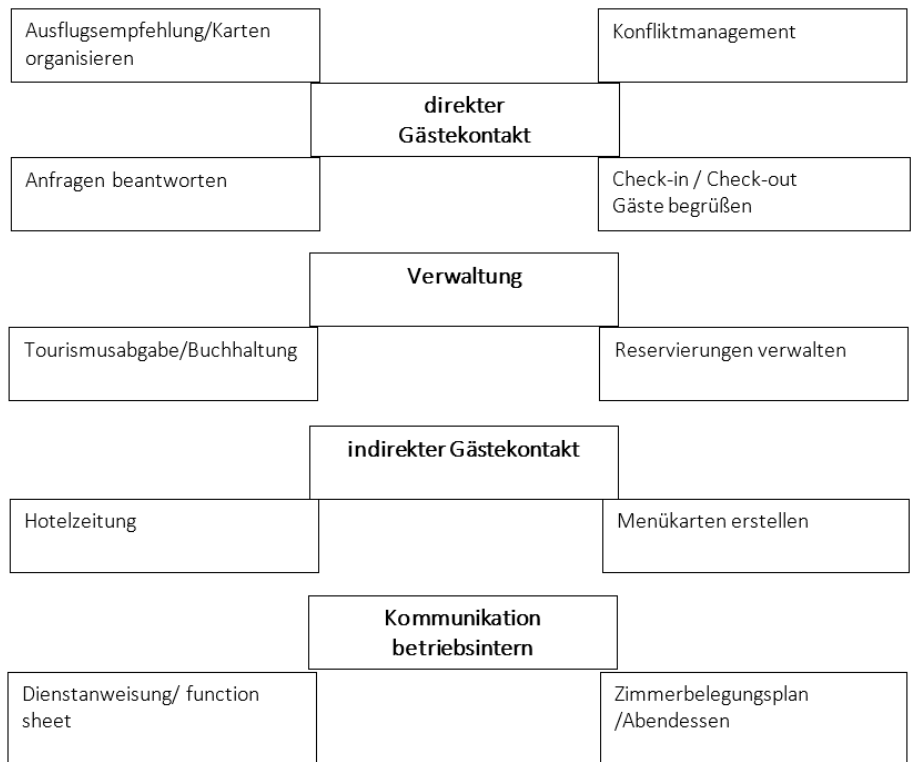 Ausflugsempfehlung/Karten
organisieren
Konfliktmanagement
direkter
Gästekontakt
Anfragen beantworten
Check-in / Check-out
Gäste begrüßen
Verwaltung
Tourismusabgabe/Buchhaltung
Reservierungen verwalten
indirekter Gästekontakt
Hotelzeitung
Menükarten erstellen
Kommunikation
betriebsintern
Dienstanweisung/ function
sheet
Zimmerbelegungsplan
/Abendessen